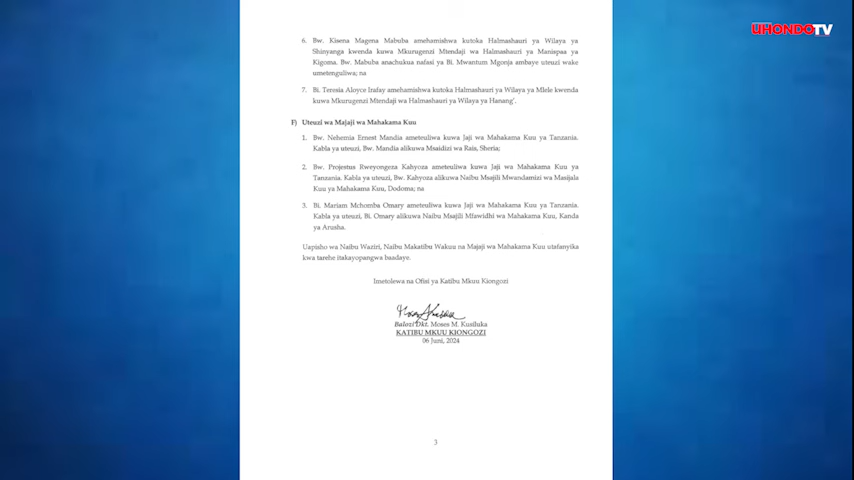 UHONDOTV
6. Bw. Kisena Magena Mabuba amehamishwa kutoka Halmashauri ya Wilaya ya
Shinyanga kwenda kuwa Mkurugenzi Mtendaji wa Halmashauri ya Manispaa ya
Kigoma. Bw. Mabuba anachukua nafasi ya Bi. Mwantum Mgonja ambaye uteuzi wake
umetenguliwa; na
7. Bi. Teresia Aloyce Irafay amehamishwa kutoka Halmashauri ya Wilaya ya Mlele kwenda
kuwa Mkurugenzi Mtendaji wa Halmashauri ya Wilaya ya Hanang'.
F) Uteuzi wa Majaji wa Mahakama Kuu
1. Bw. Nehemia Ernest Mandia ameteuliwa kuwa Jaji wa Mahakama Kuu ya Tanzania.
Kabla ya uteuzi, Bw. Mandia alikuwa Msaidizi wa Rais, Sheria;
2. Bw. Projestus Rweyongeza Kahyoza ameteuliwa kuwa Jaji wa Mahakama Kuu ya
Tanzania. Kabla ya uteuzi, Bw. Kahyoza alikuwa Naibu Msajili Mwandamizi wa Masijala
Kuu ya Mahakama Kuu, Dodoma; na
3. Bi. Mariam Mchomba Omary ameteuliwa kuwa Jaji wa Mahakama Kuu ya Tanzania.
Kabla ya uteuzi, Bi. Omary alikuwa Naibu Msajili Mfawidhi wa Mahakama Kuu, Kanda
ya Arusha.
Uapisho wa Naibu Waziri, Naibu Makatibu Wakuu na Majaji wa Mahakama Kuu utafanyika
kwa tarehe itakayopangwa baadaye.
Imetolewa na Ofisi ya Katibu Mkuu Kiongozi
Balozi Dkt. Moses M. Kusiluka
KATIBU MKUU KIONGOZI
06 Juni, 2024
3